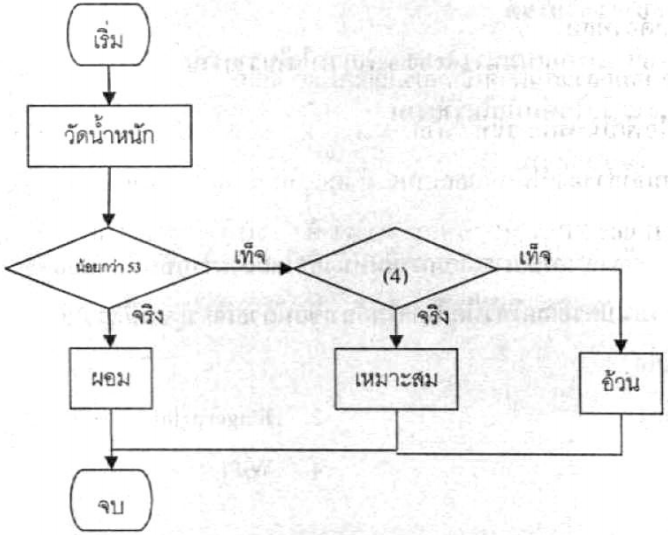 เริ่ม
วัดน้ำหนัก
น้อยกว่า 53
เท็จ
(4)
เท็จ
จริง
จริง
ผอม
เหมาะสม
อ้วน
จบ